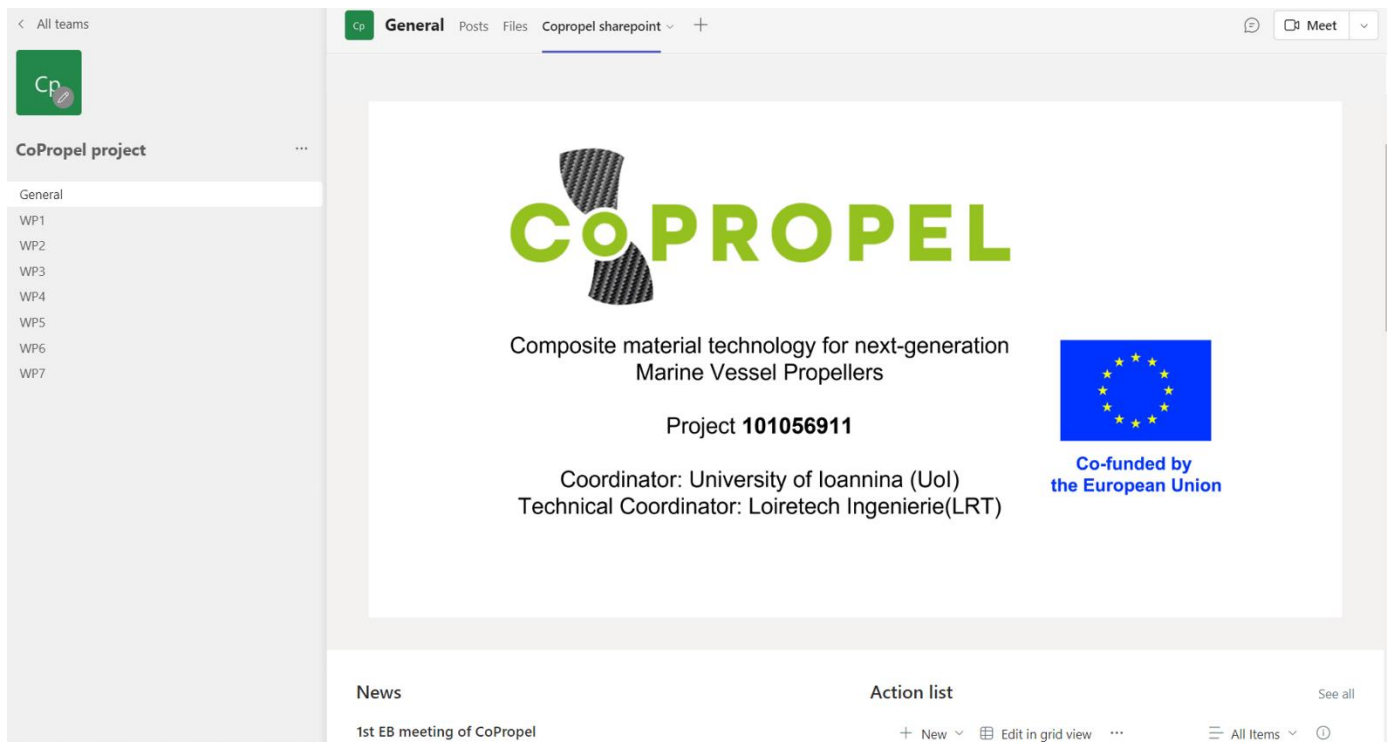 All teams
Cp
CoPropel project
...
General
WP1
WP2
WP3
WP4
WP5
WP6
WP7
Cp General Posts Files Copropel sharepoint
Meet
CoPROPEL
Composite material technology for next-generation
Marine Vessel Propellers
Project 101056911
Coordinator: University of Ioannina (UoI)
Technical Coordinator: Loiretech Ingenierie(LRT)
Co-funded by
the European Union
News
1st EB meeting of CoPropel
Action list
See all
+ New Edit in grid view ... All Items